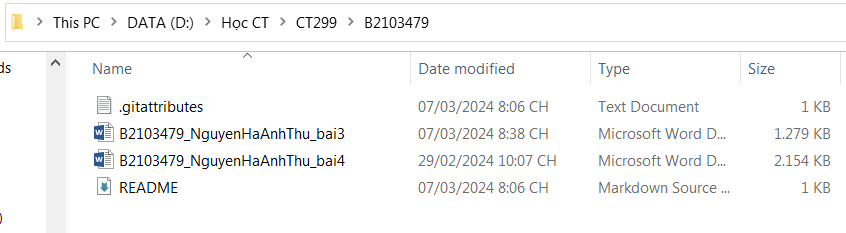 This PC > DATA (D:) > Học CT > CT299 > B2103479
ds
Name Date modified Type Size
.gitattributes 07/03/2024 8:06 CH Text Document 1 KB
B2103479_NguyenHaAnhThu_bai3 07/03/2024 8:38 CH Microsoft Word D... 1.279 KB
B2103479_NguyenHaAnhThu_bai4 29/02/2024 10:07 CH Microsoft Word D... 2.154 KB
README 07/03/2024 8:06 CH Markdown Source ... 1 KB
)